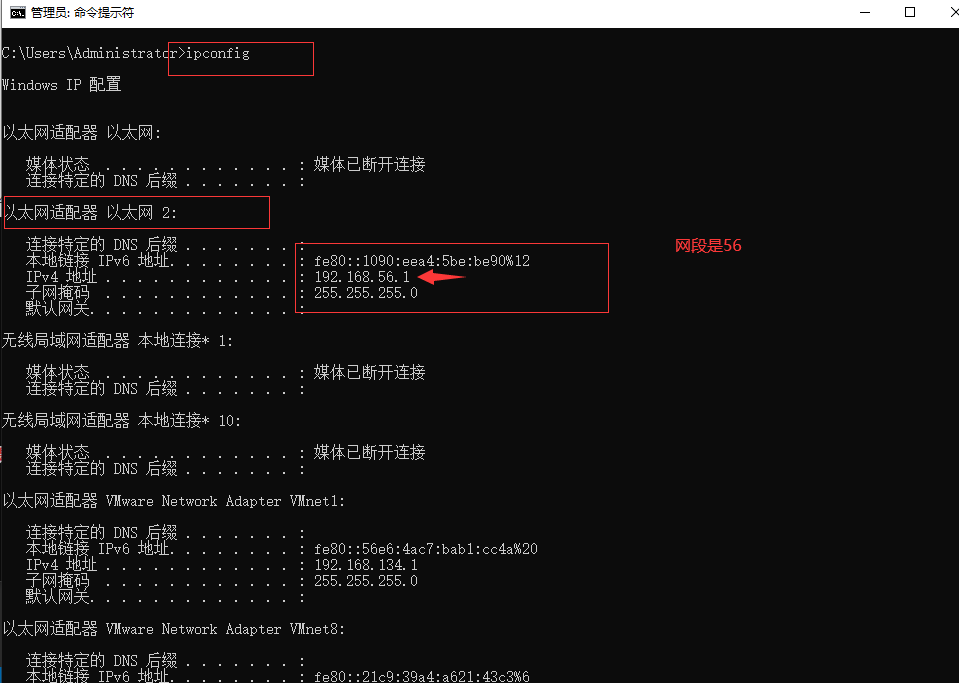 管理员: 命令提示符
C:\Users\Administrator>ipconfig
Windows IP 配置
以太网适配器 以太网:
媒体状态 . . . . . . . . . . . . : 媒体已断开连接
连接特定的 DNS 后缀 . . . . . . . :
以太网适配器 以太网 2:
连接特定的 DNS 后缀 . . . . . . . :
网段是56
本地链接 IPv6 地址. . . . . . . . : fe80::1090:eea4:5be:be90%12
IPv4 地址 . . . . . . . . . . . . : 192.168.56.1
子网掩码 . . . . . . . . . . . . : 255.255.255.0
默认网关. . . . . . . . . . . . . :
无线局域网适配器 本地连接* 1:
媒体状态 . . . . . . . . . . . . : 媒体已断开连接
连接特定的 DNS 后缀 . . . . . . . :
无线局域网适配器 本地连接* 10:
媒体状态 . . . . . . . . . . . . : 媒体已断开连接
连接特定的 DNS 后缀 . . . . . . . :
以太网适配器 VMware Network Adapter VMnet1:
连接特定的 DNS 后缀 . . . . . . . :
本地链接 IPv6 地址. . . . . . . . : fe80::56e6:4ac7:bab1:cc4a%20
IPv4 地址 . . . . . . . . . . . . : 192.168.134.1
子网掩码 . . . . . . . . . . . . : 255.255.255.0
默认网关. . . . . . . . . . . . . :
以太网适配器 VMware Network Adapter VMnet8:
连接特定的 DNS 后缀 . . . . . . . :
本地链接 IPv6 地址. . . . . . . . : fe80::21c9:39a4:a621:43c3%6